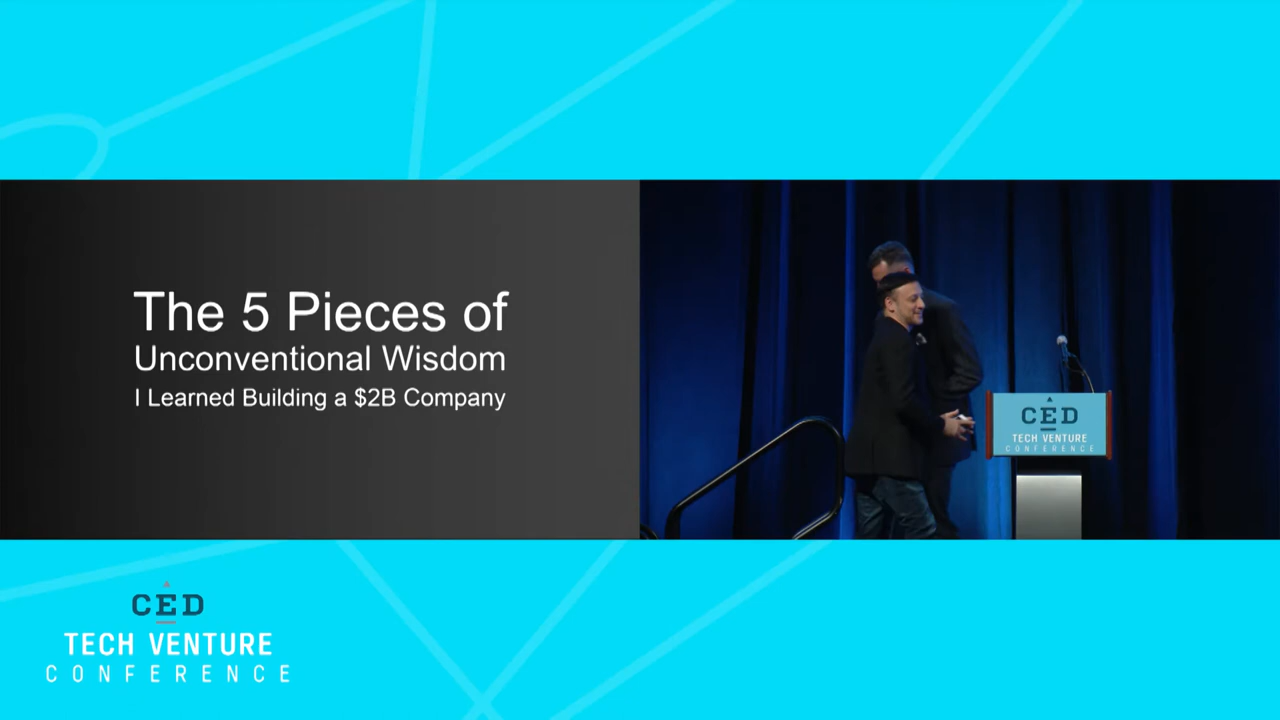 The 5 Pieces of
Unconventional Wisdom
I Learned Building a $2B Company
CED
TECH VENTURE
CONFERENCE
CED
TECH VENTURE
CONFERENCE